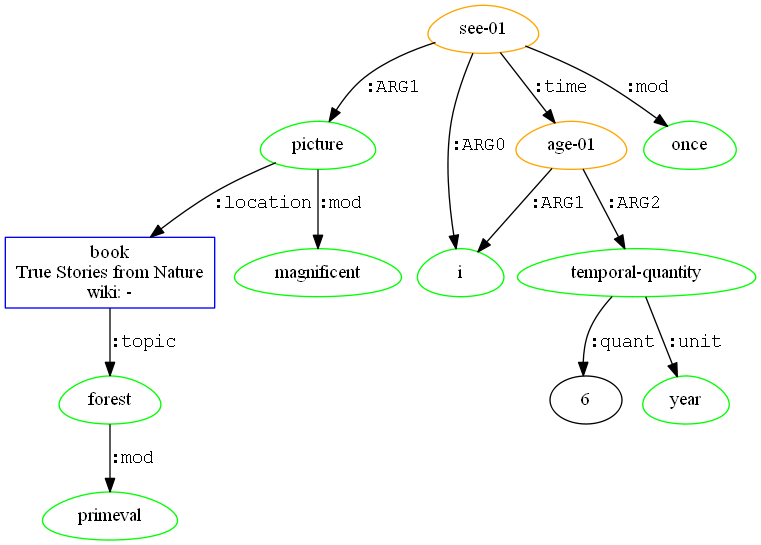 see-01
:ARG1
:ARG0
:time
:mod
picture
age-01
once
:location
:mod
:ARG1
:ARG2
book
True Stories from Nature
wiki: -
magnificent
i
temporal-quantity
:topic
:quant
:unit
forest
6
year
:mod
primeval